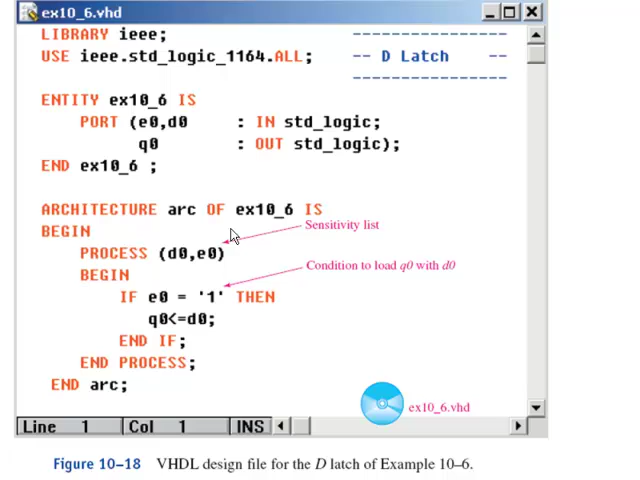 ex10_6.vhd
LIBRARY ieee; ----------------
USE ieee.std_logic_1164.ALL; -- D Latch --
----------------
ENTITY ex10_6 IS
PORT (e0,d0 : IN std_logic;
q0 : OUT std_logic);
END ex10_6 ;
ARCHITECTURE arc OF ex10_6 IS
Sensitivity list
BEGIN
PROCESS (d0,e0)
Condition to load q0 with d0
BEGIN
IF e0 = '1' THEN
q0<=d0;
END IF;
END PROCESS;
END arc;
ex10_6.vhd
Line 1 Col 1 INS
Figure 10–18 VHDL design file for the D latch of Example 10–6.